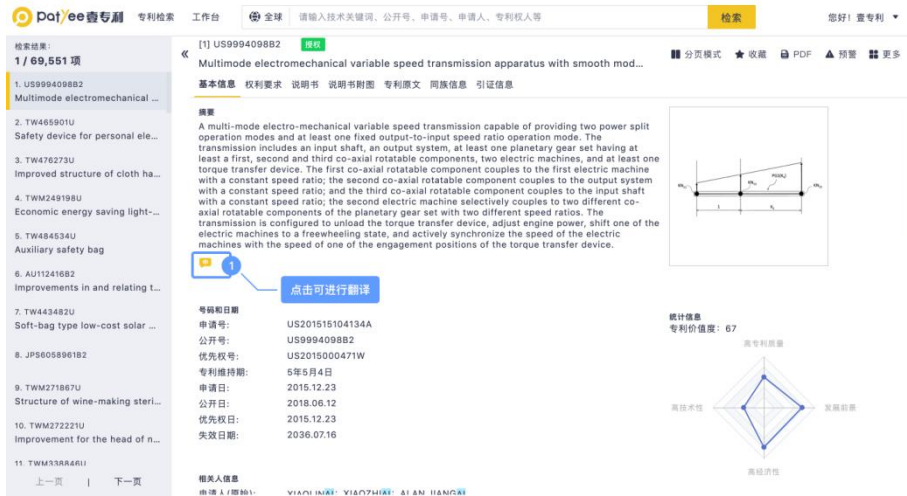 Patyee壹专利 专利检索 工作台 全球 请输入技术关键词、公开号、申请号、申请人、专利权人等 检索 您好！壹专利
检索结果：
1 / 69,551 项
1. US9994098B2
Multimode electromechanical ...
2. TW465901U
Safety device for personal ele...
3. TW476273U
Improved structure of cloth ha...
4. TWM249198U
Economic energy saving light-...
5. TW484534U
Auxiliary safety bag
6. AU112416B2
Improvements in and relating t...
7. TW443482U
Soft-bag type low-cost solar ...
8. JPS6058961B2
9. TWM271867U
Structure of wine-making steri...
10. TWM272221U
Improvement for the head of n...
11. TWM338846U
上一页 | 下一页
[1] US9994098B2 授权
Multimode electromechanical variable speed transmission apparatus with smooth mod...
分页模式 收藏 PDF 预警 更多
基本信息 权利要求 说明书 说明书附图 专利原文 同族信息 引证信息
摘要
A multi-mode electro-mechanical variable speed transmission capable of providing two power split
operation modes and at least one fixed output-to-input speed ratio operation mode. The
transmission includes an input shaft, an output system, at least one planetary gear set having at
least a first, second and third co-axial rotatable components, two electric machines, and at least one
torque transfer device. The first co-axial rotatable component couples to the first electric machine
with a constant speed ratio; the second co-axial rotatable component couples to the output system
with a constant speed ratio; and the third co-axial rotatable component couples to the input shaft
with a constant speed ratio; the second electric machine selectively couples to two different co-
axial rotatable components of the planetary gear set with two different speed ratios. The
transmission is configured to unload the torque transfer device, adjust engine power, shift one of the
electric machines to a freewheeling state, and actively synchronize the speed of the electric
machines with the speed of one of the engagement positions of the torque transfer device.
1
点击可进行翻译
号码和日期
申请号： US201515104134A
公开号： US9994098B2
优先权号： US2015000471W
专利维持期： 5年5月4日
申请日： 2015.12.23
公开日： 2018.06.12
优先权日： 2015.12.23
失效日期： 2036.07.16
相关人信息
申请人(原始)： XIAOLIN AI; XIAOZHI AI; ALAN JIANG AI
统计信息
专利价值度： 67
高专利质量
高技术性
发展前景
高经济性